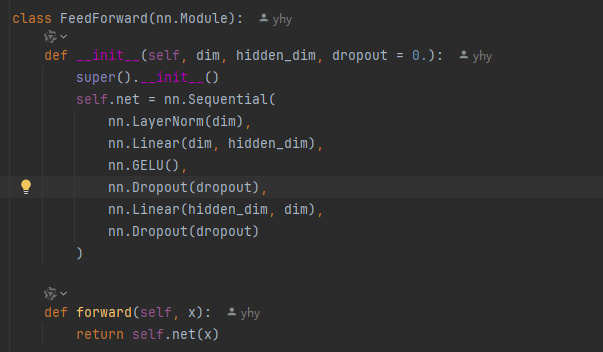 class FeedForward(nn.Module): yhy
def __init__(self, dim, hidden_dim, dropout = 0.): yhy
super().__init__()
self.net = nn.Sequential(
nn.LayerNorm(dim),
nn.Linear(dim, hidden_dim),
nn.GELU(),
nn.Dropout(dropout),
nn.Linear(hidden_dim, dim),
nn.Dropout(dropout)
)
def forward(self, x): yhy
return self.net(x)